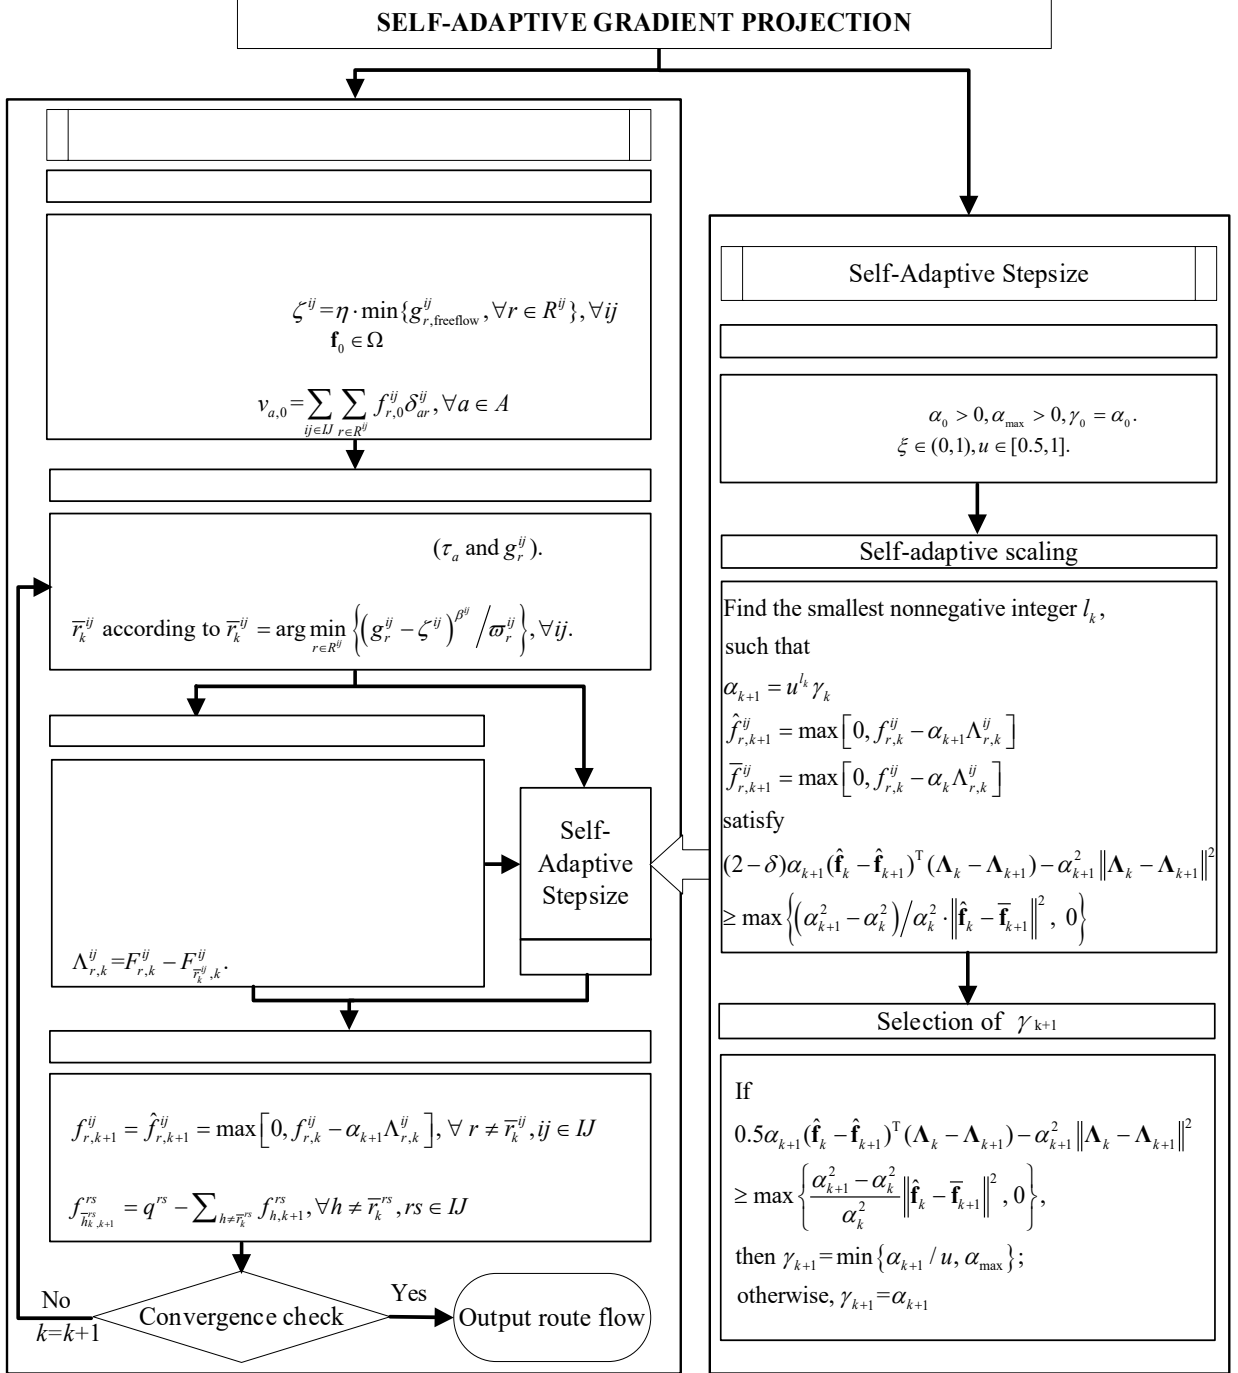 SELF-ADAPTIVE GRADIENT PROJECTION
ζ^{ij} = η · min{g^{ij}_{r,freeflow}, ∀r ∈ R^{ij}}, ∀ij
f_0 ∈ Ω
v_{a,0} = ∑_{ij∈IJ} ∑_{r∈R^{ij}} f^{ij}_{r,0} δ^{ij}_{ar}, ∀a ∈ A
(τ_a and g^{ij}_r).
r̄^{ij}_k according to r̄^{ij}_k = arg min_{r∈R^{ij}} {(g^{ij}_r − ζ^{ij})^{β^{ij}} / ϖ^{ij}_r}, ∀ij.
Self-
Adaptive
Stepsize
Λ^{ij}_{r,k} = F^{ij}_{r,k} − F^{ij}_{r̄^{ij}_k,k}.
f^{ij}_{r,k+1} = f̂^{ij}_{r,k+1} = max[0, f^{ij}_{r,k} − α_{k+1} Λ^{ij}_{r,k}], ∀ r ≠ r̄^{ij}_k, ij ∈ IJ
f^{rs}_{h̄^{rs}_k,k+1} = q^{rs} − ∑_{h≠r̄^{rs}_k} f^{rs}_{h,k+1}, ∀h ≠ r̄^{rs}_k, rs ∈ IJ
No
k=k+1
Convergence check
Yes
Output route flow
Self-Adaptive Stepsize
α_0 > 0, α_{max} > 0, γ_0 = α_0.
ξ ∈ (0,1), u ∈ [0.5,1].
Self-adaptive scaling
Find the smallest nonnegative integer l_k,
such that
α_{k+1} = u^{l_k} γ_k
f̂^{ij}_{r,k+1} = max[0, f^{ij}_{r,k} − α_{k+1} Λ^{ij}_{r,k}]
f̄^{ij}_{r,k+1} = max[0, f^{ij}_{r,k} − α_k Λ^{ij}_{r,k}]
satisfy
(2−δ)α_{k+1}(f̂_k − f̂_{k+1})^T (Λ_k − Λ_{k+1}) − α²_{k+1} ‖Λ_k − Λ_{k+1}‖²
≥ max{(α²_{k+1} − α²_k)/α²_k · ‖f̂_k − f̄_{k+1}‖², 0}
Selection of γ_{k+1}
If
0.5α_{k+1}(f̂_k − f̂_{k+1})^T (Λ_k − Λ_{k+1}) − α²_{k+1} ‖Λ_k − Λ_{k+1}‖²
≥ max{(α²_{k+1} − α²_k)/α²_k ‖f̂_k − f̄_{k+1}‖², 0},
then γ_{k+1} = min{α_{k+1} / u, α_{max}};
otherwise, γ_{k+1} = α_{k+1}